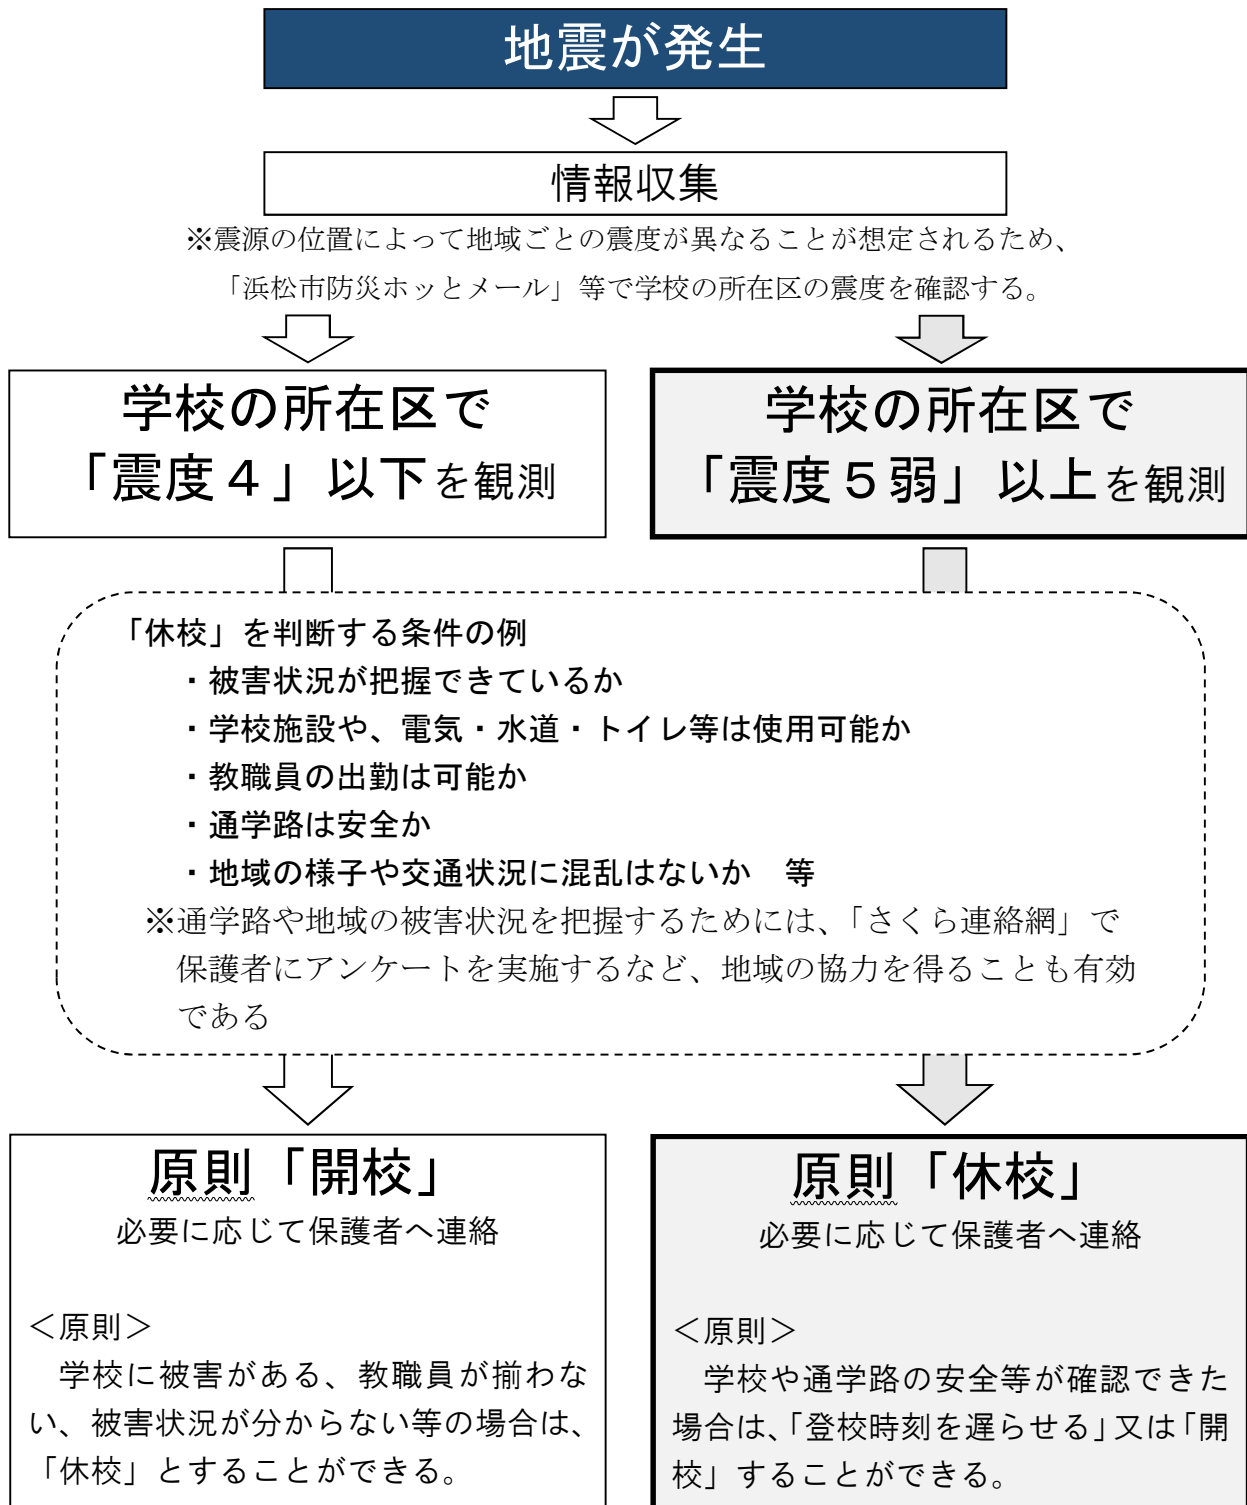 地震が発生
情報収集
※震源の位置によって地域ごとの震度が異なることが想定されるため、
「浜松市防災ホッとメール」等で学校の所在区の震度を確認する。
学校の所在区で
「震度４」以下を観測
学校の所在区で
「震度５弱」以上を観測
「休校」を判断する条件の例
・被害状況が把握できているか
・学校施設や、電気・水道・トイレ等は使用可能か
・教職員の出勤は可能か
・通学路は安全か
・地域の様子や交通状況に混乱はないか　等
※通学路や地域の被害状況を把握するためには、「さくら連絡網」で
保護者にアンケートを実施するなど、地域の協力を得ることも有効
である
原則「開校」
必要に応じて保護者へ連絡
＜原則＞
学校に被害がある、教職員が揃わな
い、被害状況が分からない等の場合は、
「休校」とすることができる。
原則「休校」
必要に応じて保護者へ連絡
＜原則＞
学校や通学路の安全等が確認できた
場合は、「登校時刻を遅らせる」又は「開
校」することができる。